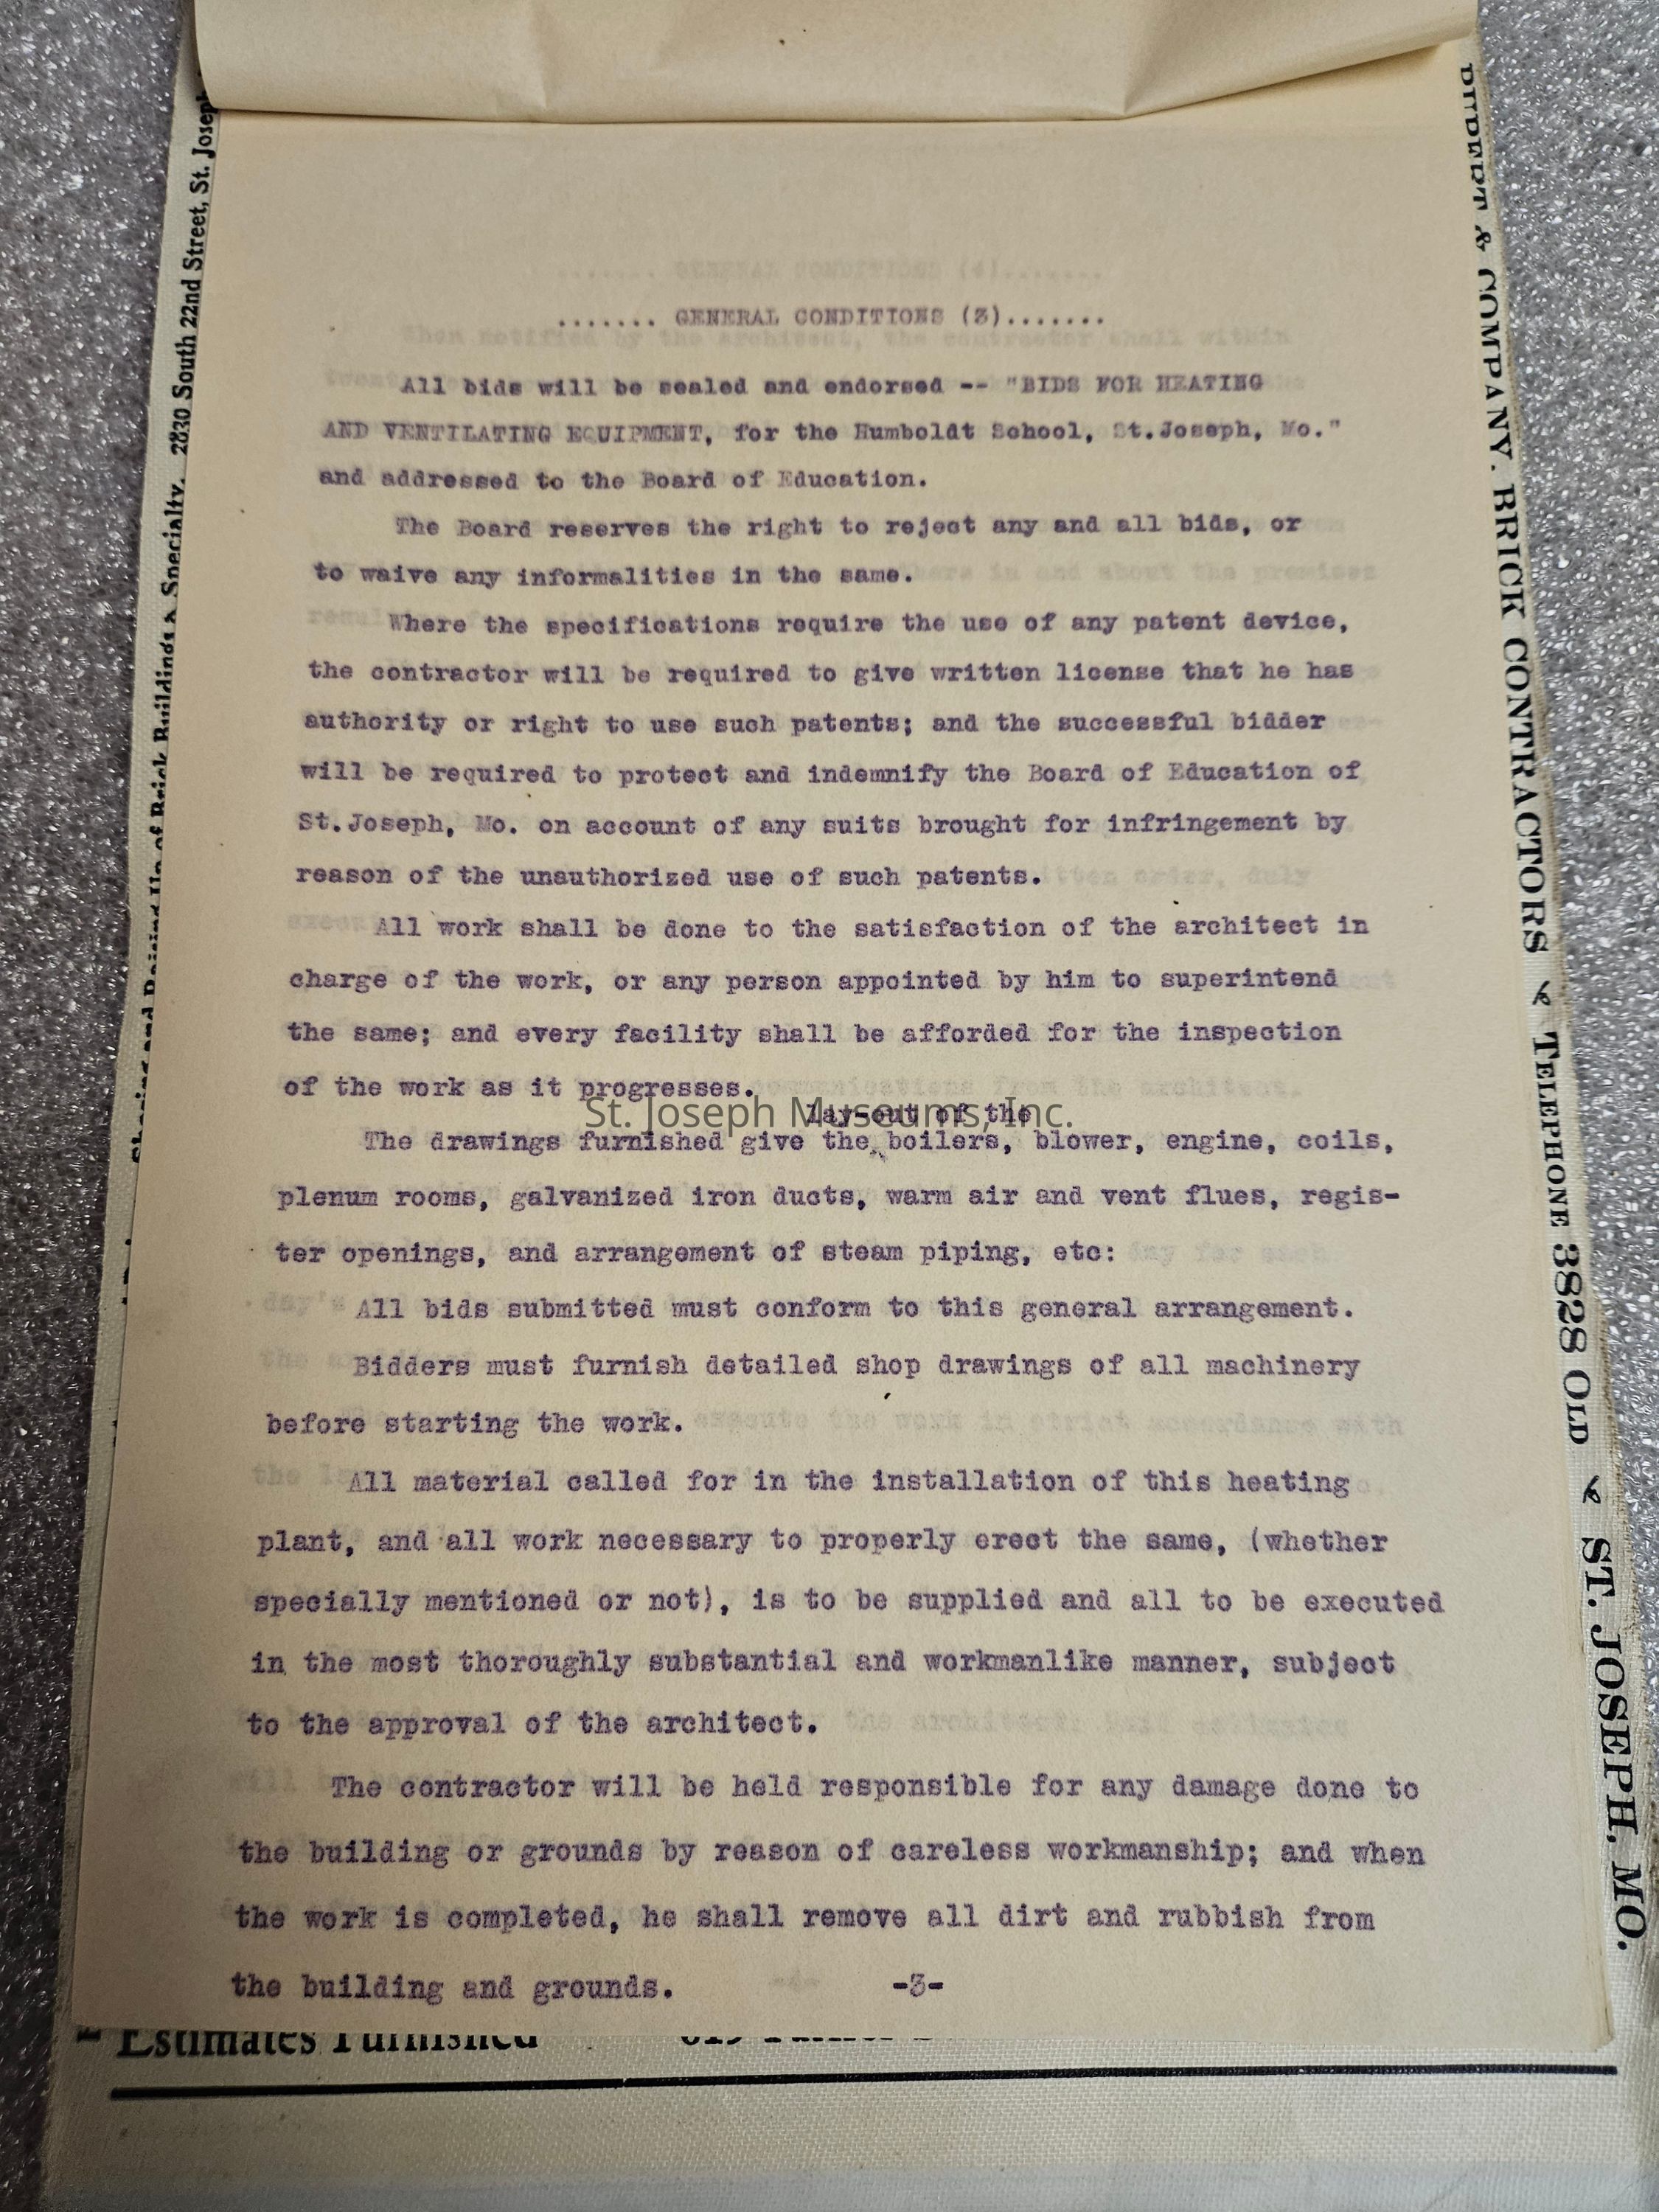 ....... GENERAL CONDITIONS (3).......
All bids will be sealed and endorsed -- "BIDS FOR HEATING
AND VENTILATING EQUIPMENT, for the Humboldt School, St.Joseph, Mo."
and addressed to the Board of Education.
The Board reserves the right to reject any and all bids, or
to waive any informalities in the same.
Where the specifications require the use of any patent device,
the contractor will be required to give written license that he has
authority or right to use such patents; and the successful bidder
will be required to protect and indemnify the Board of Education of
St.Joseph, Mo. on account of any suits brought for infringement by
reason of the unauthorized use of such patents.
All work shall be done to the satisfaction of the architect in
charge of the work, or any person appointed by him to superintend
the same; and every facility shall be afforded for the inspection
of the work as it progresses.
lay-out of the
The drawings furnished give the boilers, blower, engine, coils,
plenum rooms, galvanized iron ducts, warm air and vent flues, regis-
ter openings, and arrangement of steam piping, etc:
All bids submitted must conform to this general arrangement.
Bidders must furnish detailed shop drawings of all machinery
before starting the work.
All material called for in the installation of this heating
plant, and all work necessary to properly erect the same, (whether
specially mentioned or not), is to be supplied and all to be executed
in the most thoroughly substantial and workmanlike manner, subject
to the approval of the architect.
The contractor will be held responsible for any damage done to
the building or grounds by reason of careless workmanship; and when
the work is completed, he shall remove all dirt and rubbish from
the building and grounds.
-3-
St. Joseph Museums, Inc.
& COMPANY. BRICK CONTRACTORS TELEPHONE 3828 OLD ST. JOSEPH, MO.
of Brick Buildings a Specialty. 2830 South 22nd Street, St. Joseph
Estimates Furnished